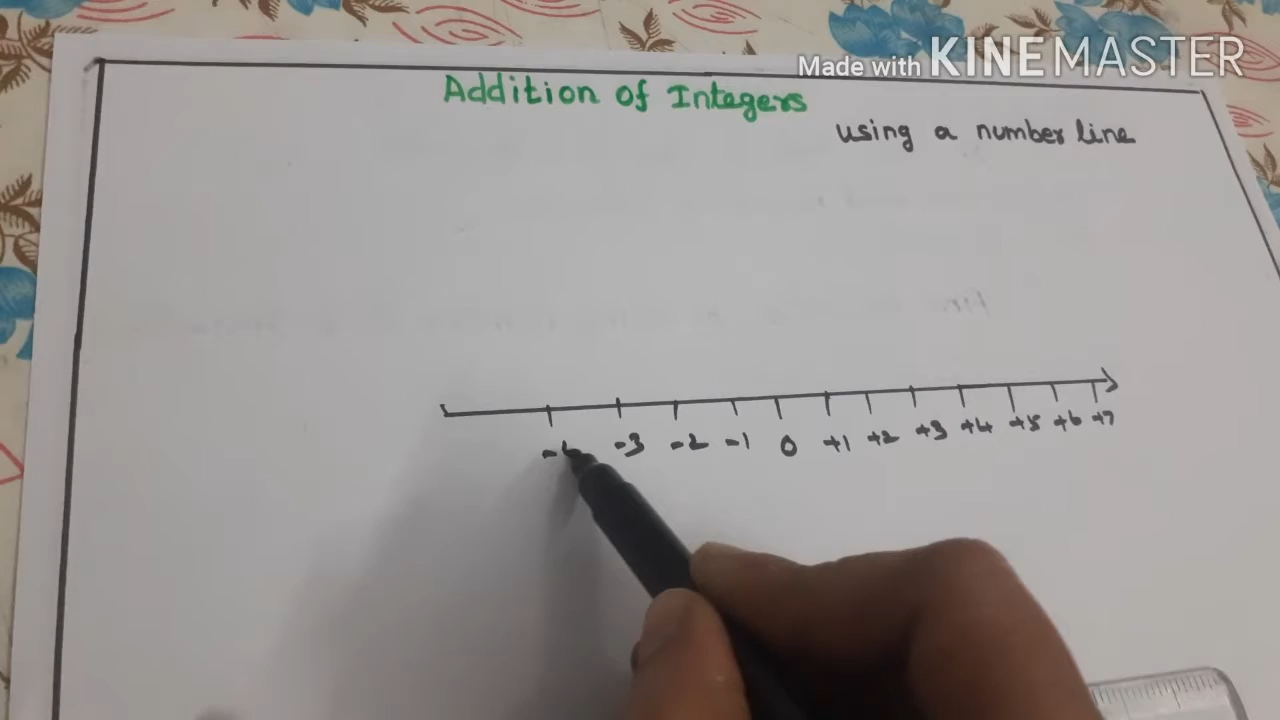 Made with KINEMASTER
Addition of Integers
using a number line
-3 -2 -1 0 +1 +2 +3 +4 +5 +6 +7